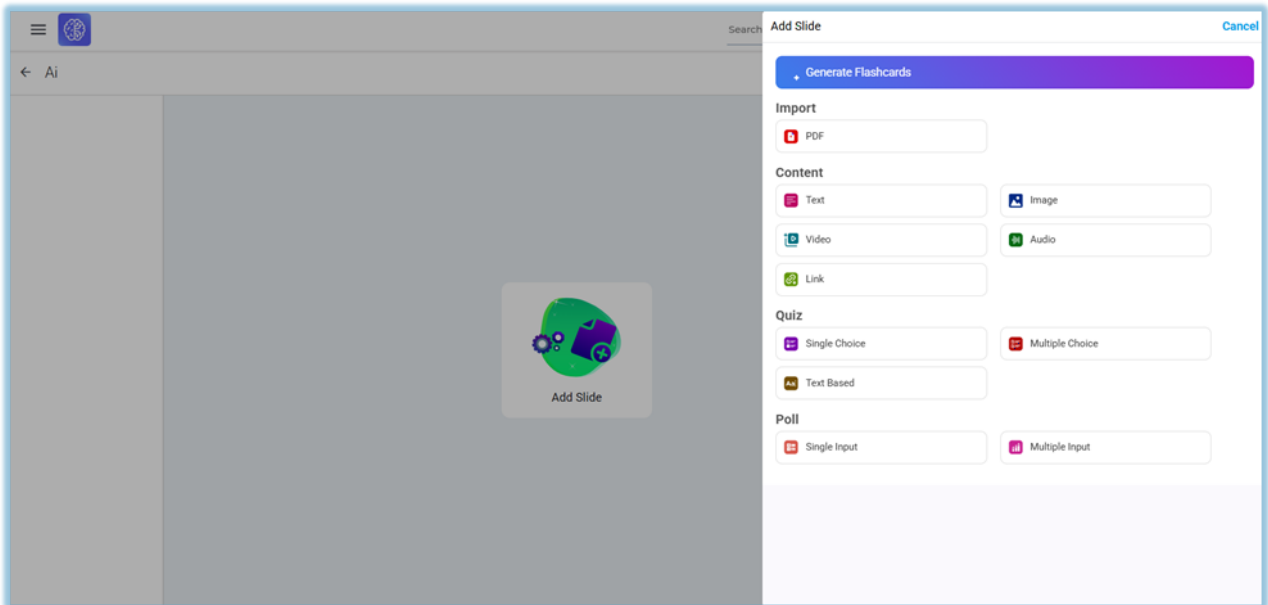 Search
Add Slide
Cancel
Ai
Generate Flashcards
Import
PDF
Content
Text
Image
Video
Audio
Link
Quiz
Single Choice
Multiple Choice
Text Based
Add Slide
Poll
Single Input
Multiple Input